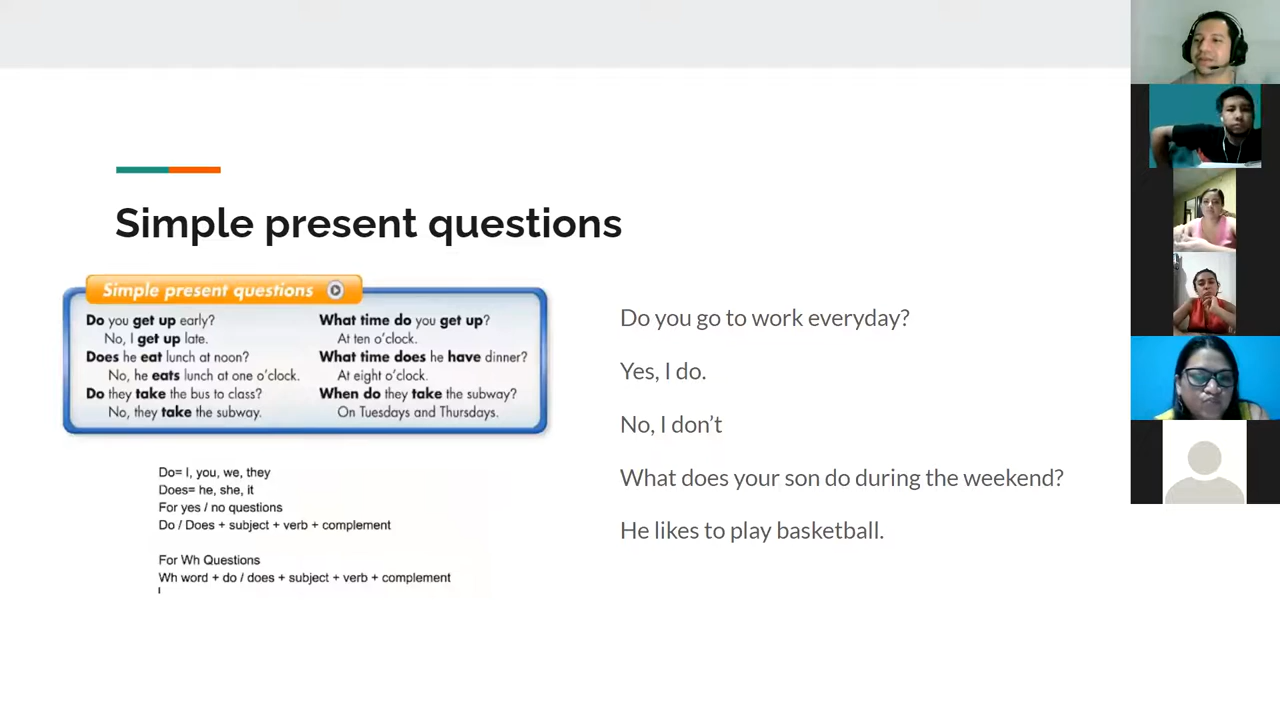 Simple present questions
Simple present questions
Do you get up early?
No, I get up late.
Does he eat lunch at noon?
No, he eats lunch at one o'clock.
Do they take the bus to class?
No, they take the subway.
What time do you get up?
At ten o'clock.
What time does he have dinner?
At eight o'clock.
When do they take the subway?
On Tuesdays and Thursdays.
Do= I, you, we, they
Does= he, she, it
For yes / no questions
Do / Does + subject + verb + complement
For Wh Questions
Wh word + do / does + subject + verb + complement
Do you go to work everyday?
Yes, I do.
No, I don’t
What does your son do during the weekend?
He likes to play basketball.